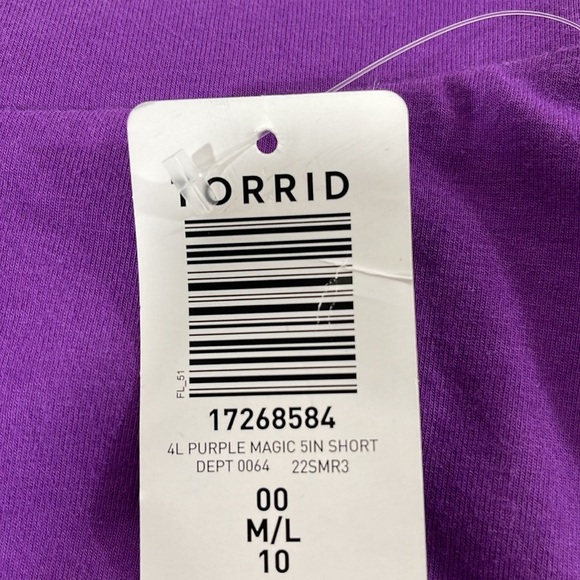 TORRID
FL_51
17268584
4L PURPLE MAGIC 5IN SHORT
DEPT 0064 22SMR3
00
M/L
10